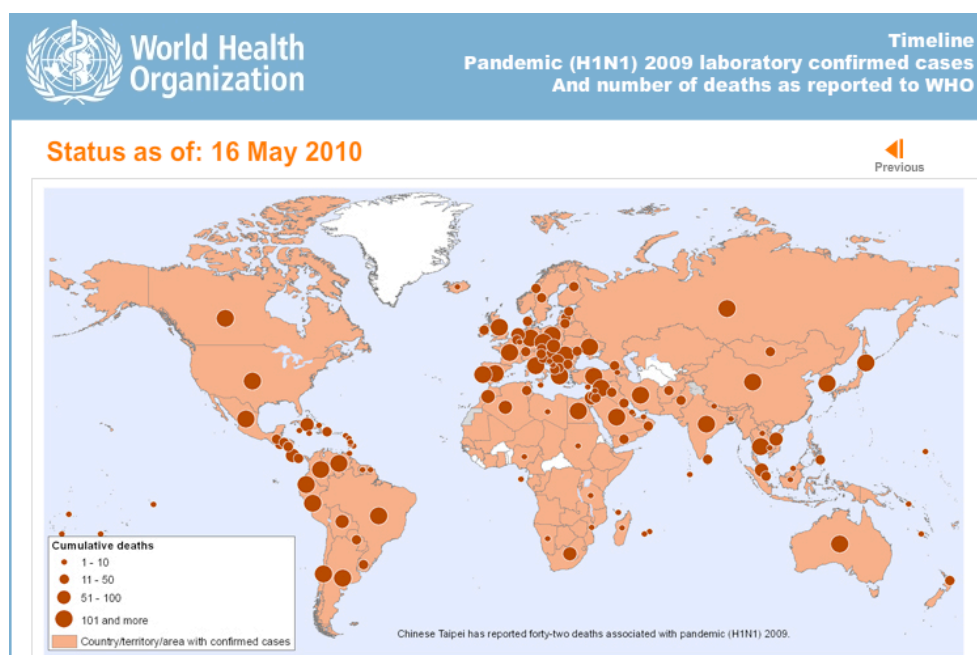 World Health
Organization
Timeline
Pandemic (H1N1) 2009 laboratory confirmed cases
And number of deaths as reported to WHO
Status as of: 16 May 2010
Previous
Cumulative deaths
1 - 10
11 - 50
51 - 100
101 and more
Country/territory/area with confirmed cases
Chinese Taipei has reported forty-two deaths associated with pandemic (H1N1) 2009.